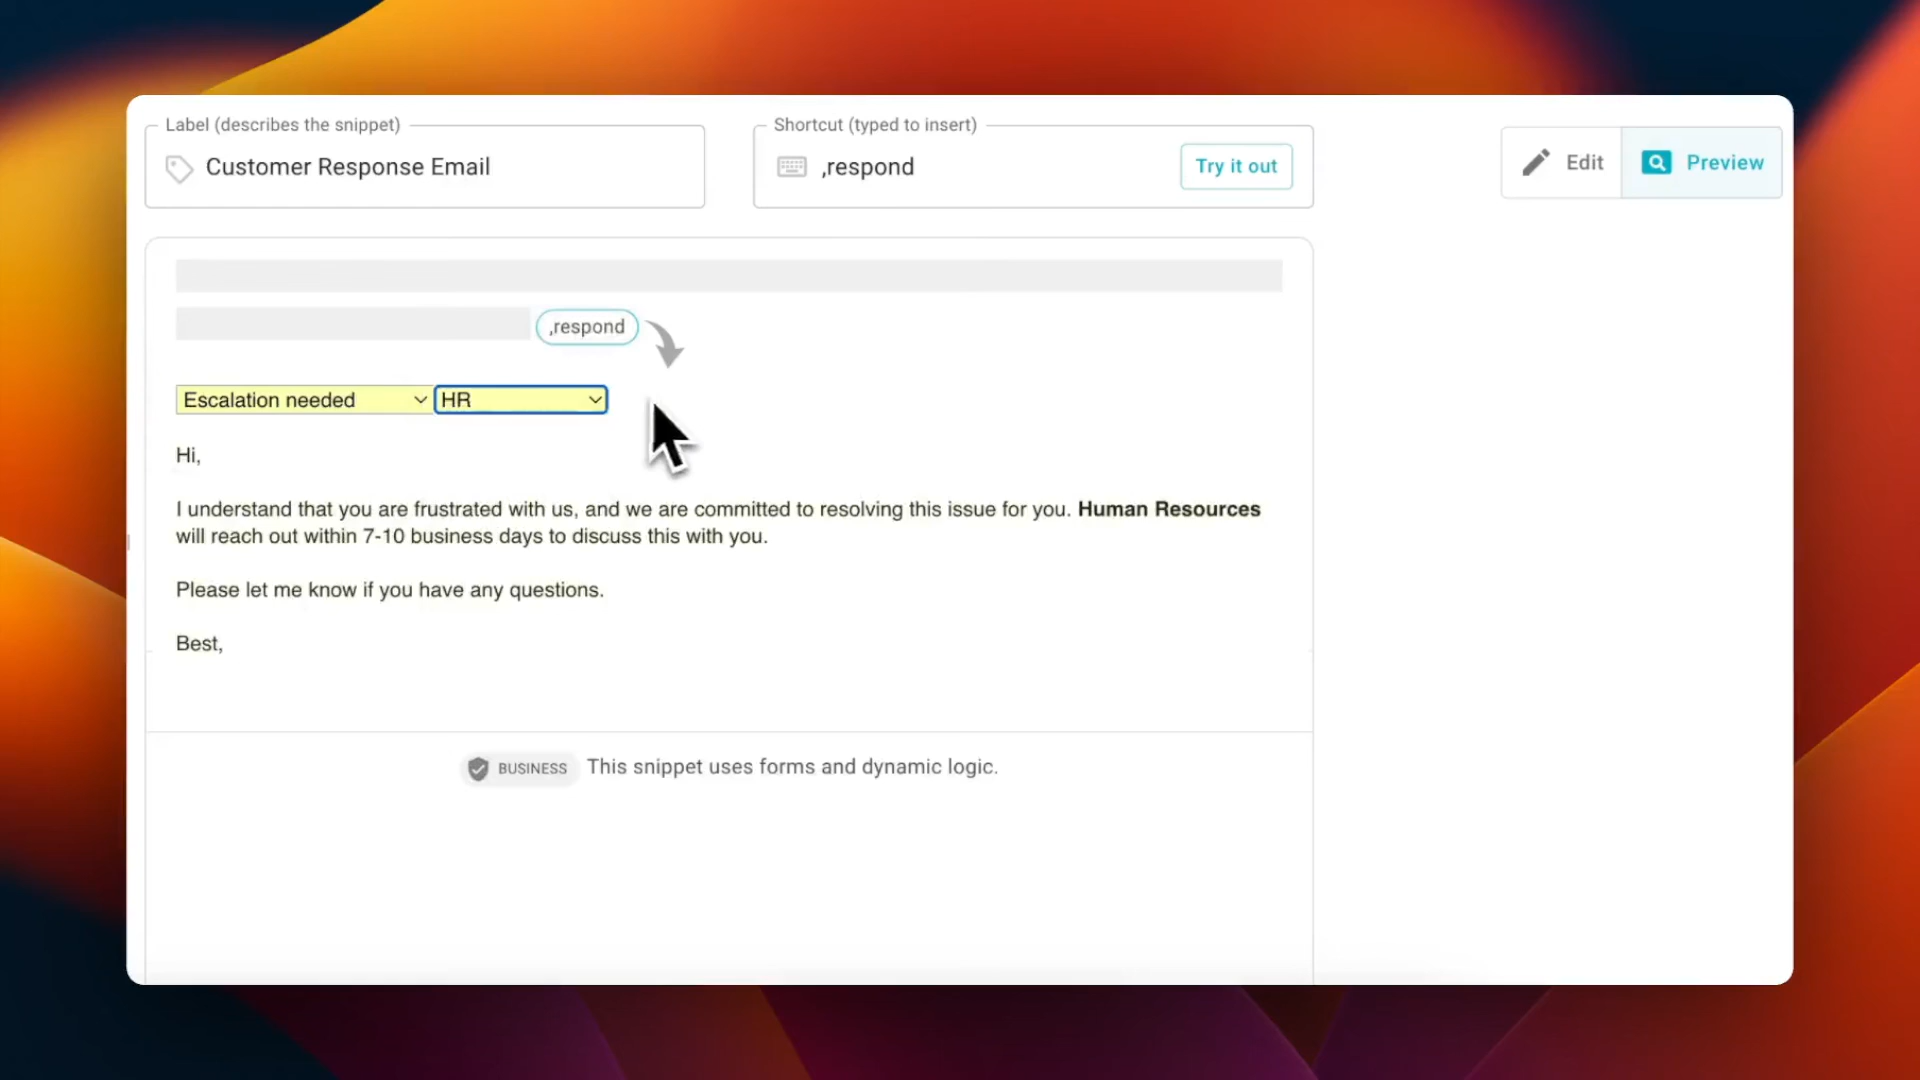 Label (describes the snippet)
Customer Response Email
Shortcut (typed to insert)
,respond
Try it out
Edit
Preview
,respond
Escalation needed
HR
Hi,
I understand that you are frustrated with us, and we are committed to resolving this issue for you. Human Resources
will reach out within 7-10 business days to discuss this with you.
Please let me know if you have any questions.
Best,
BUSINESS This snippet uses forms and dynamic logic.